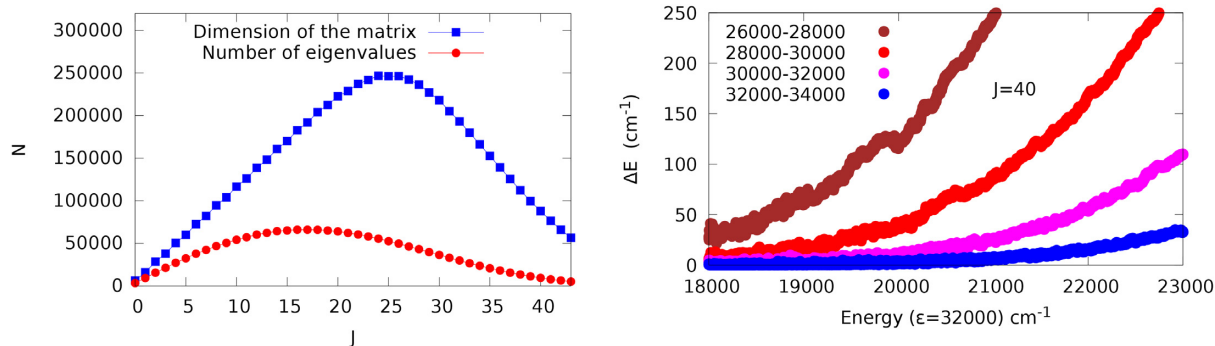 300000
250000
200000
150000
100000
50000
0
N
Dimension of the matrix
Number of eigenvalues
0 5 10 15 20 25 30 35 40
J
250
200
150
100
50
0
ΔE (cm-1)
26000-28000
28000-30000
30000-32000
32000-34000
J=40
18000 19000 20000 21000 22000 23000
Energy (ε=32000) cm-1